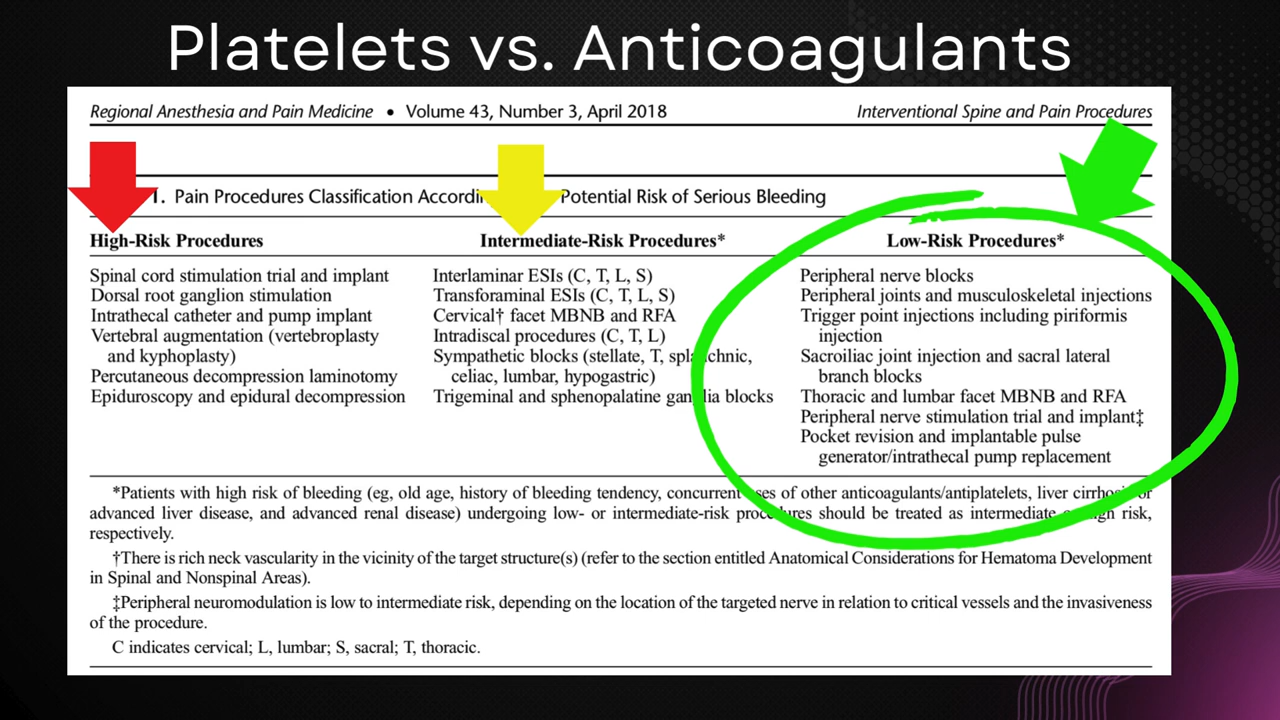 Platelets vs. Anticoagulants
Regional Anesthesia and Pain Medicine • Volume 43, Number 3, April 2018
Interventional Spine and Pain Procedures
1. Pain Procedures Classification Potential Risk of Serious Bleeding
High-Risk Procedures
Spinal cord stimulation trial and implant
Dorsal root ganglion stimulation
Intrathecal catheter and pump implant
Vertebral augmentation (vertebroplasty
and kyphoplasty)
Percutaneous decompression laminotomy
Epiduroscopy and epidural decompression
Intermediate-Risk Procedures*
Interlaminar ESIs (C, T, L, S)
Transforaminal ESIs (C, T, L, S)
Cervical† facet MBNB and RFA
Intradiscal procedures (C, T, L)
Sympathetic blocks (stellate, T, splanchnic,
celiac, lumbar, hypogastric)
Trigeminal and sphenopalatine ganglia blocks
Low-Risk Procedures*
Peripheral nerve blocks
Peripheral joints and musculoskeletal injections
Trigger point injections including piriformis
injection
Sacroiliac joint injection and sacral lateral
branch blocks
Thoracic and lumbar facet MBNB and RFA
Peripheral nerve stimulation trial and implant‡
Pocket revision and implantable pulse
generator/intrathecal pump replacement
*Patients with high risk of bleeding (eg, old age, history of bleeding tendency, concurrent uses of other anticoagulants/antiplatelets, liver cirrhosis or
advanced liver disease, and advanced renal disease) undergoing low- or intermediate-risk procedures should be treated as intermediate or high risk,
respectively.
†There is rich neck vascularity in the vicinity of the target structure(s) (refer to the section entitled Anatomical Considerations for Hematoma Development
in Spinal and Nonspinal Areas).
‡Peripheral neuromodulation is low to intermediate risk, depending on the location of the targeted nerve in relation to critical vessels and the invasiveness
of the procedure.
C indicates cervical; L, lumbar; S, sacral; T, thoracic.